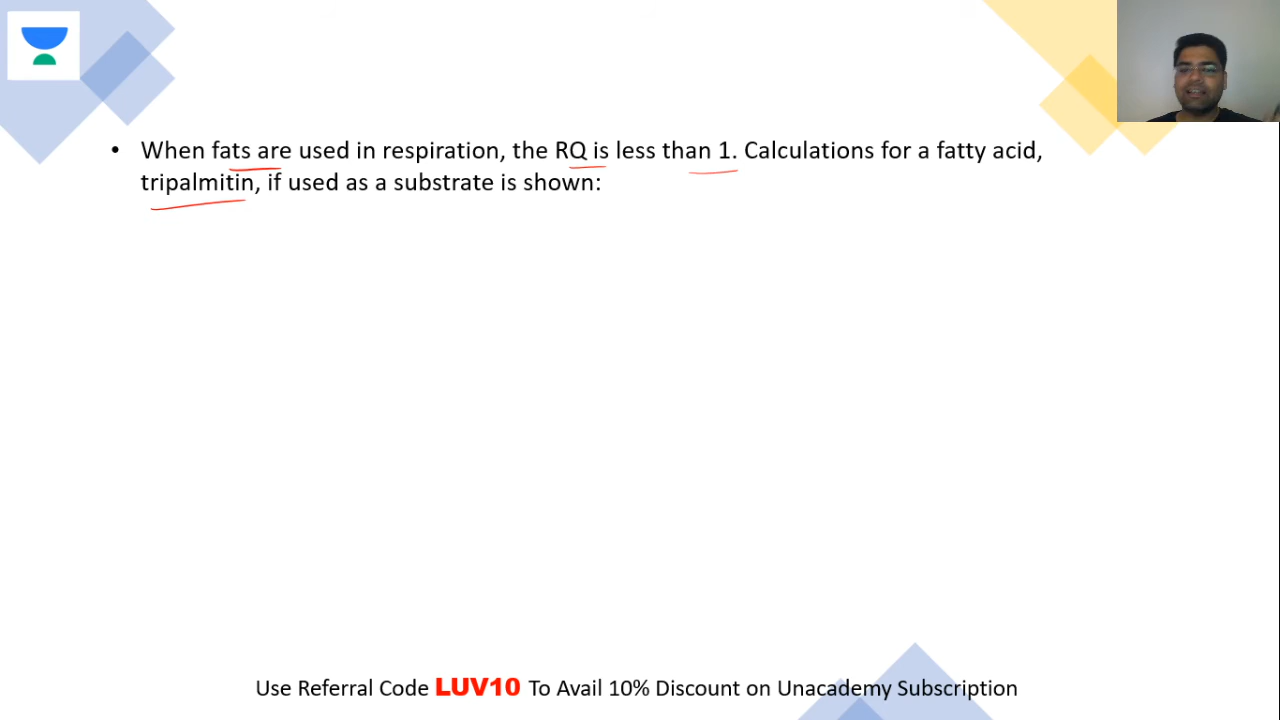 • When fats are used in respiration, the RQ is less than 1. Calculations for a fatty acid,
tripalmitin, if used as a substrate is shown:
Use Referral Code LUV10 To Avail 10% Discount on Unacademy Subscription